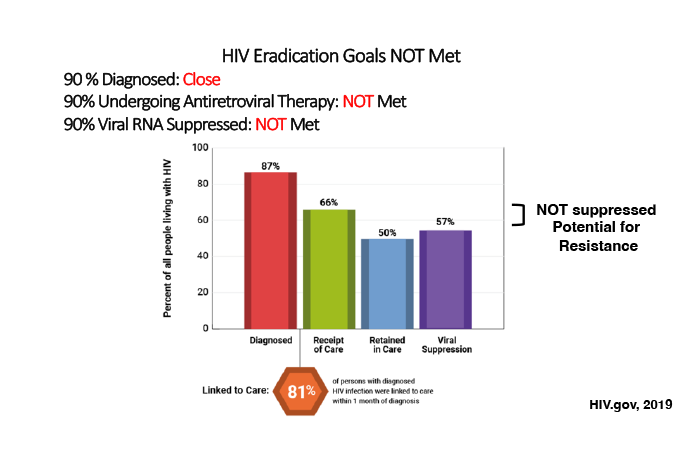 HIV Eradication Goals NOT Met
90 % Diagnosed: Close
90% Undergoing Antiretroviral Therapy: NOT Met
90% Viral RNA Suppressed: NOT Met
Percent of all people living with HIV
100
80
60
40
20
0
87%
66%
50%
57%
Diagnosed
Receipt
of Care
Retained
in Care
Viral
Suppression
NOT suppressed
Potential for
Resistance
Linked to Care:
81%
of persons with diagnosed
HIV infection were linked to care
within 1 month of diagnosis
HIV.gov, 2019